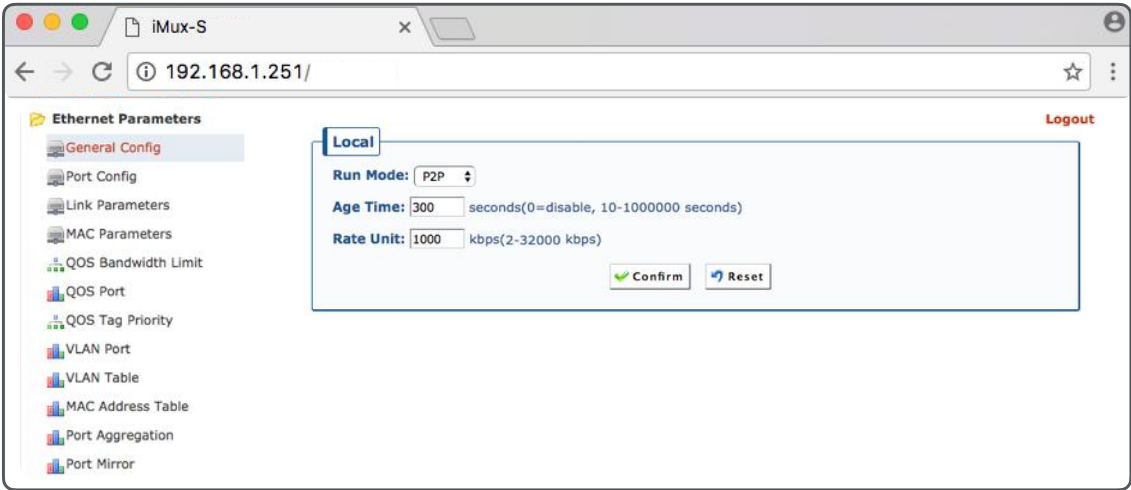 iMux-S
192.168.1.251/
Ethernet Parameters
General Config
Port Config
Link Parameters
MAC Parameters
QOS Bandwidth Limit
QOS Port
QOS Tag Priority
VLAN Port
VLAN Table
MAC Address Table
Port Aggregation
Port Mirror
Logout
Local
Run Mode: P2P
Age Time: 300 seconds(0=disable, 10-1000000 seconds)
Rate Unit: 1000 kbps(2-32000 kbps)
Confirm Reset